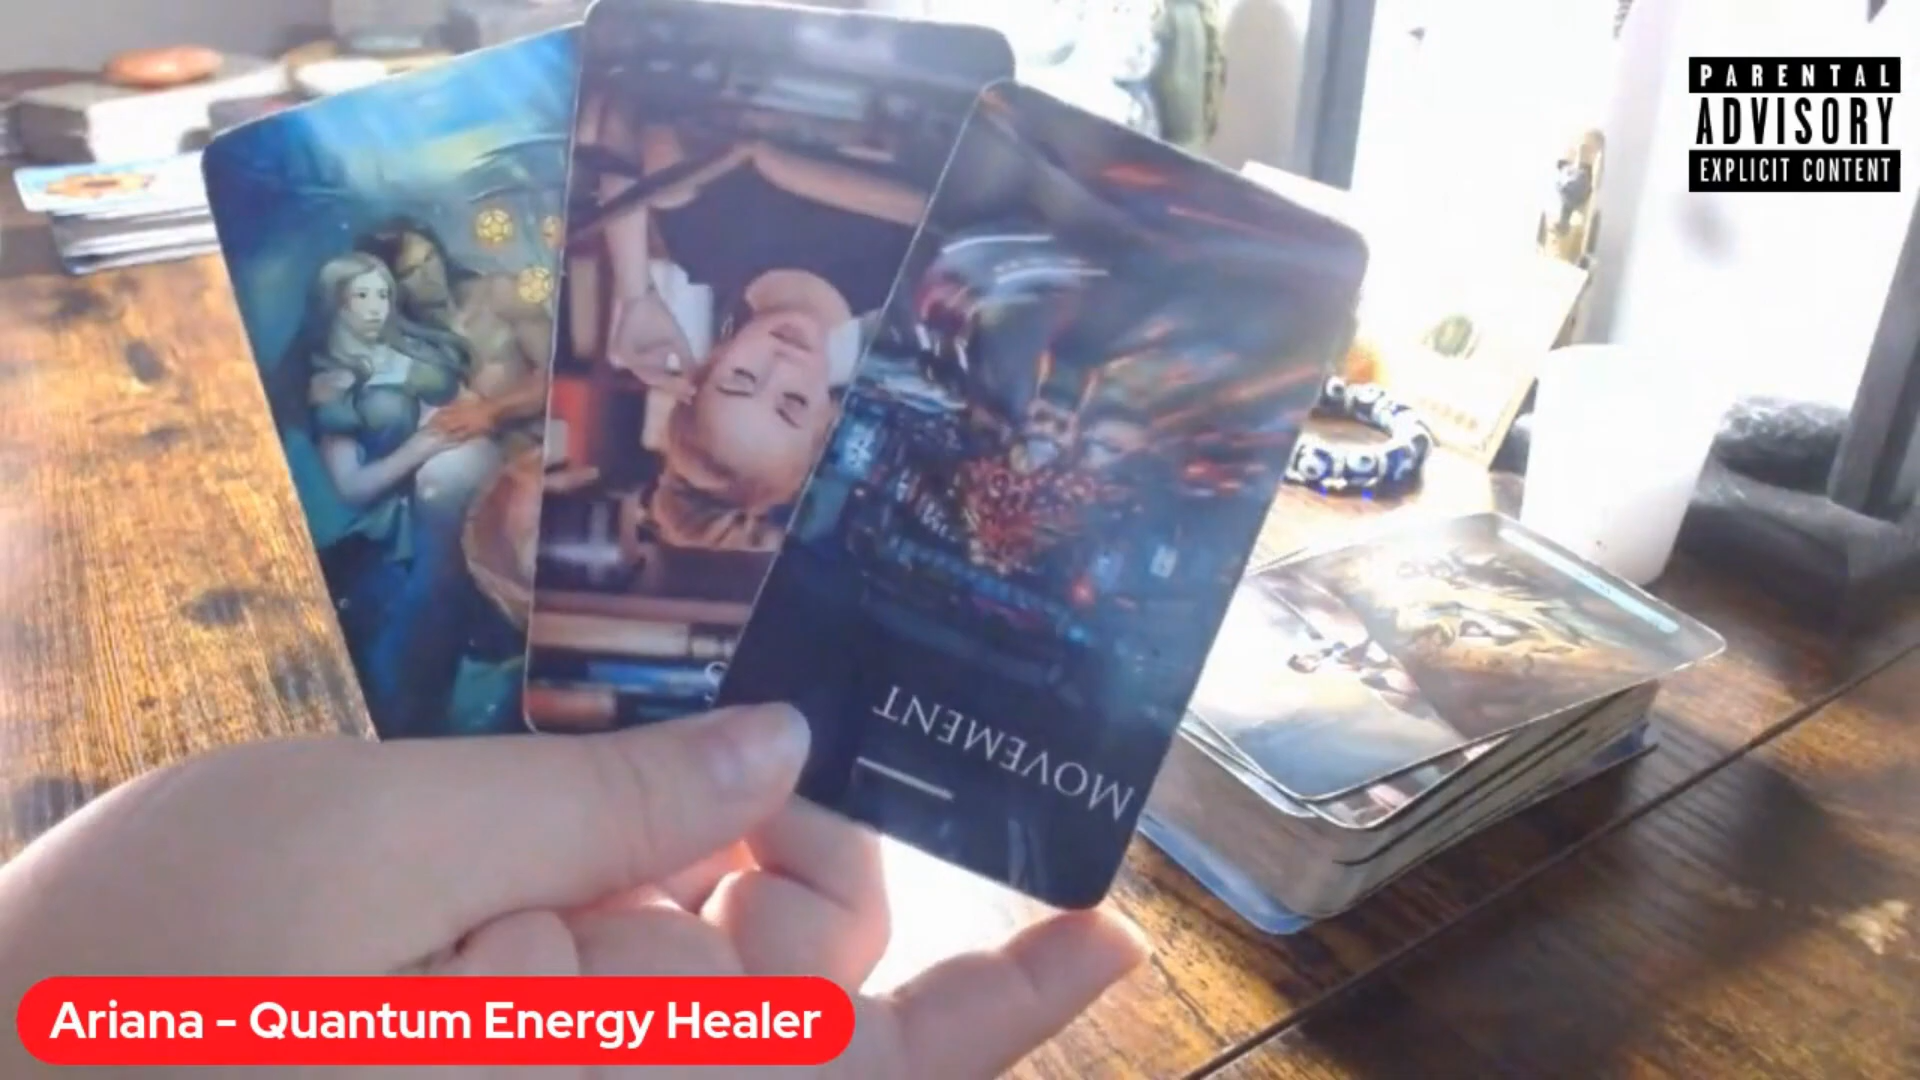 PARENTAL
ADVISORY
EXPLICIT CONTENT
MOVEMENT
Ariana - Quantum Energy Healer